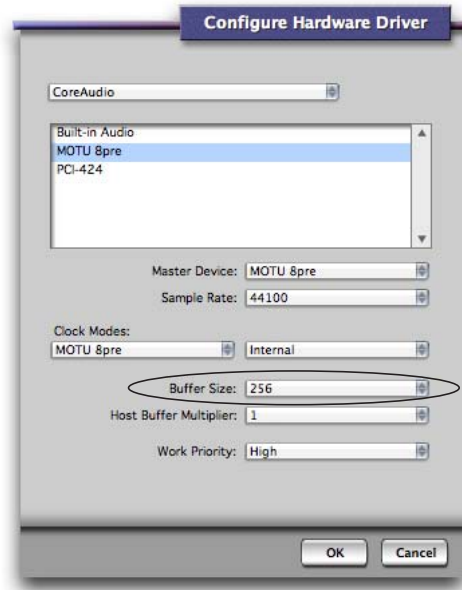 Configure Hardware Driver
CoreAudio
Built-in Audio
MOTU 8pre
PCI-424
Master Device: MOTU 8pre
Sample Rate: 44100
Clock Modes:
MOTU 8pre Internal
Buffer Size: 256
Host Buffer Multiplier: 1
Work Priority: High
OK Cancel